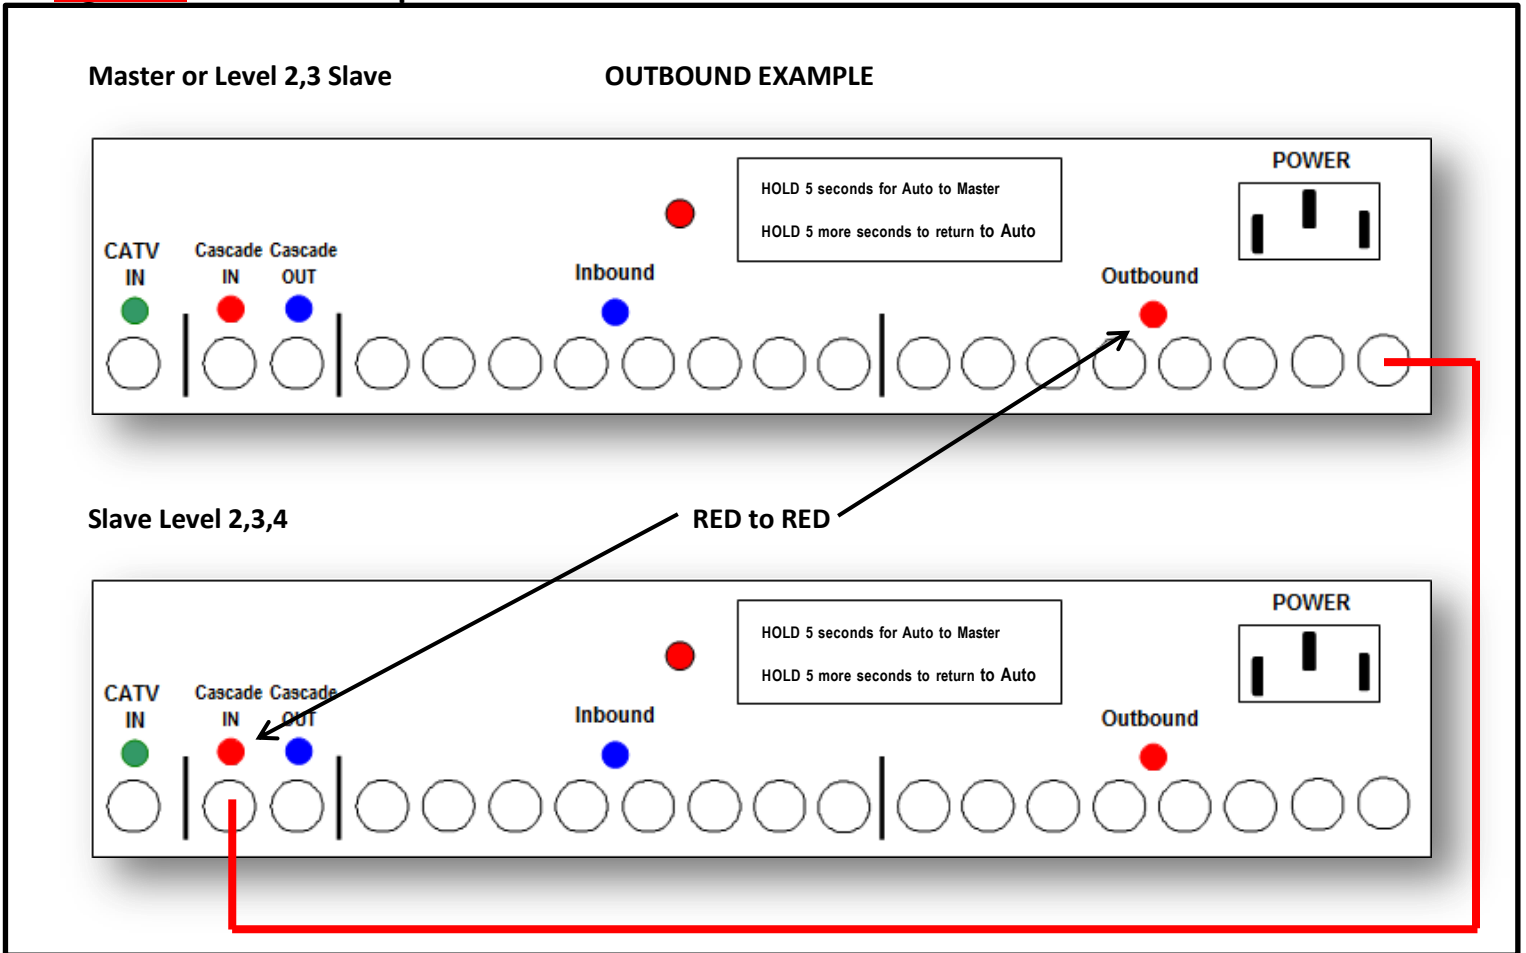 Master or Level 2,3 Slave
OUTBOUND EXAMPLE
POWER
HOLD 5 seconds for Auto to Master
HOLD 5 more seconds to return to Auto
CATV IN
Cascade IN
Cascade OUT
Inbound
Outbound
Slave Level 2,3,4
RED to RED
POWER
HOLD 5 seconds for Auto to Master
HOLD 5 more seconds to return to Auto
CATV IN
Cascade IN
Cascade OUT
Inbound
Outbound